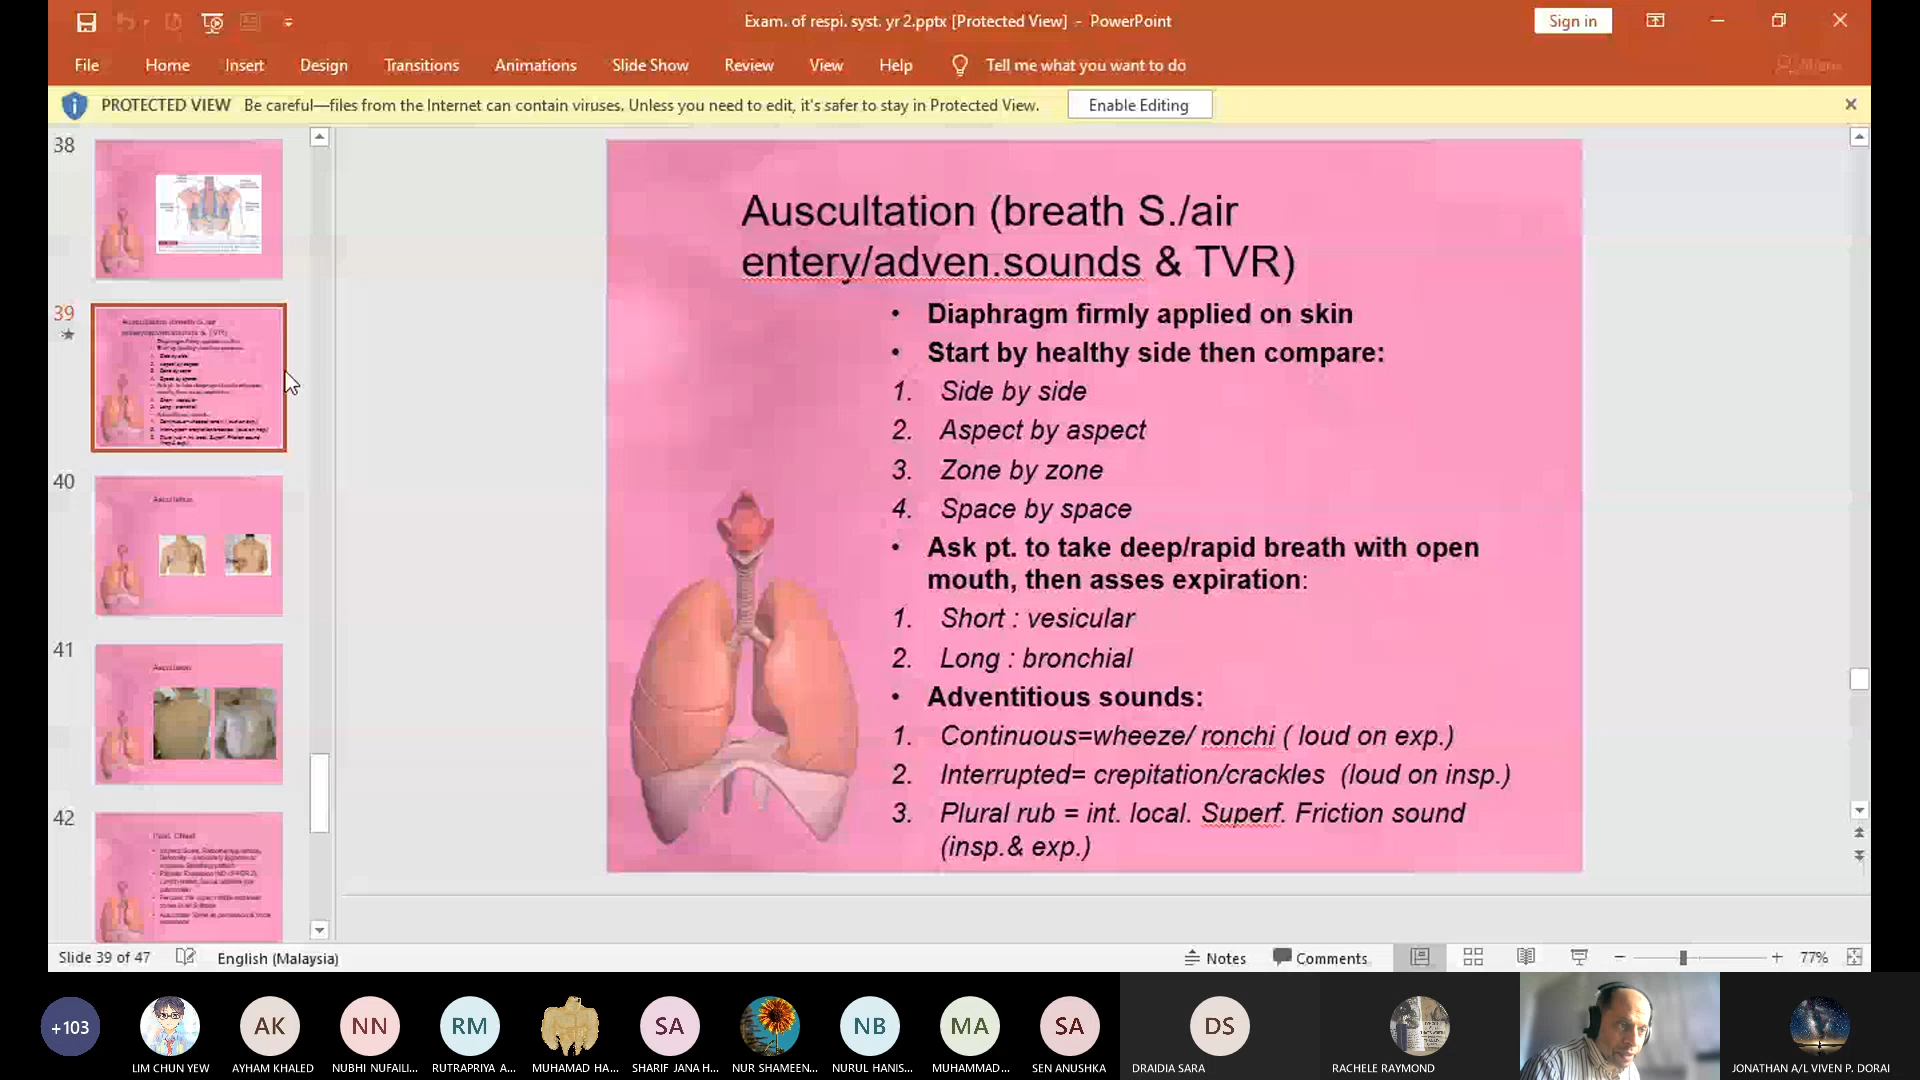 Exam. of respi. syst. yr 2.pptx [Protected View] - PowerPoint
Sign in
File Home Insert Design Transitions Animations Slide Show Review View Help Tell me what you want to do
PROTECTED VIEW Be careful—files from the Internet can contain viruses. Unless you need to edit, it's safer to stay in Protected View. Enable Editing
38
39
40
41
42
Auscultation (breath S./air
entery/adven.sounds & TVR)
• Diaphragm firmly applied on skin
• Start by healthy side then compare:
1. Side by side
2. Aspect by aspect
3. Zone by zone
4. Space by space
• Ask pt. to take deep/rapid breath with open
mouth, then asses expiration:
1. Short : vesicular
2. Long : bronchial
• Adventitious sounds:
1. Continuous=wheeze/ ronchi ( loud on exp.)
2. Interrupted= crepitation/crackles (loud on insp.)
3. Plural rub = int. local. Superf. Friction sound
(insp.& exp.)
Slide 39 of 47 English (Malaysia) Notes Comments 77%
+103 AK NN RM SA NB MA SA DS
LIM CHUN YEW AYHAM KHALED NUBHI NUFAILI... RUTRAPRIYA A... MUHAMAD HA... SHARIF JANA H... NUR SHAMEEN... NURUL HANIS... MUHAMMAD... SEN ANUSHKA DRAIDIA SARA RACHELE RAYMOND JONATHAN A/L VIVEN P. DORAI